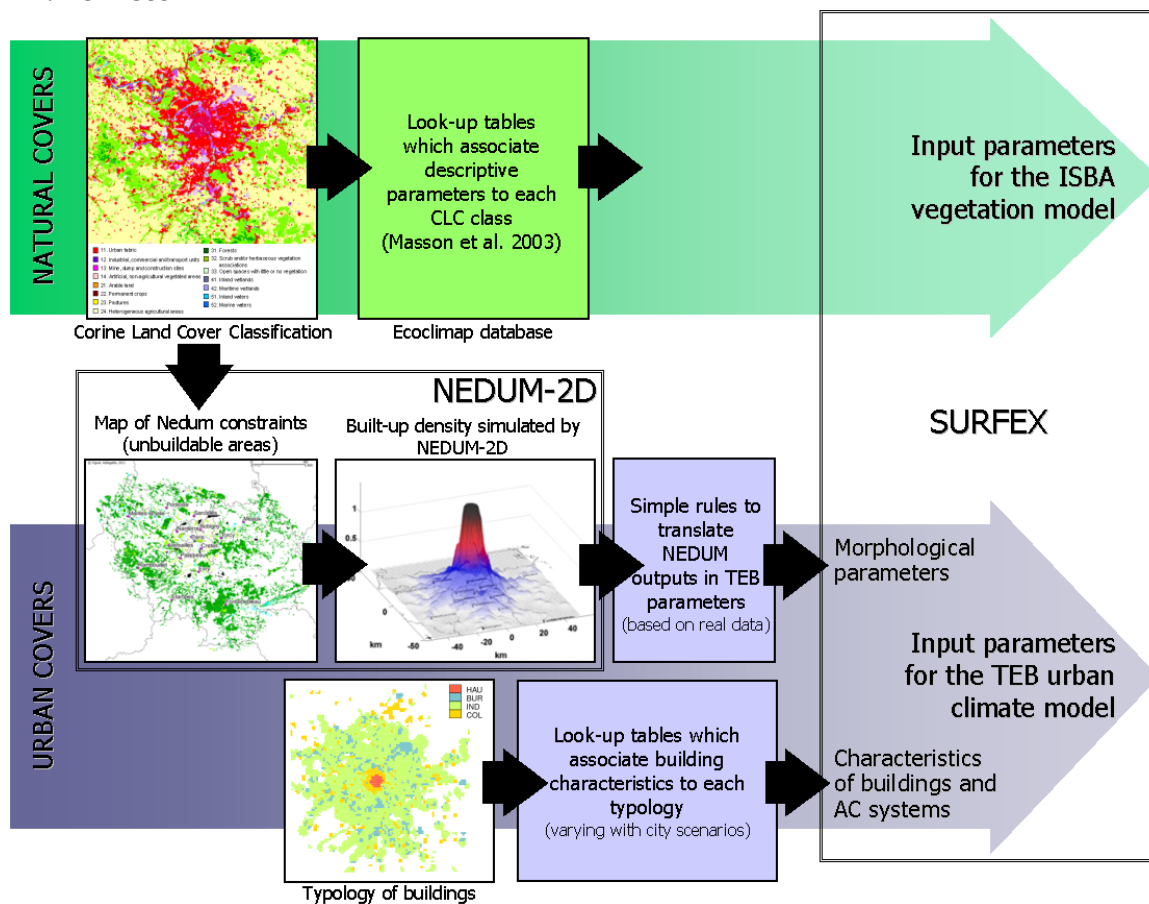 NATURAL COVERS
11. Urban fabric
12. Industrial, commercial and transport units
13. Mine, dump and construction sites
14. Artificial, non-agricultural vegetated areas
21. Arable land
22. Permanent crops
23. Pastures
24. Heterogeneous agricultural areas
31. Forests
32. Scrub and/or herbaceous vegetation
associations
33. Open spaces with little or no vegetation
41. Inland wetlands
42. Maritime wetlands
51. Inland waters
52. Marine waters
Corine Land Cover Classification
Look-up tables
which associate
descriptive
parameters to each
CLC class
(Masson et al. 2003)
Ecoclimap database
Input parameters
for the ISBA
vegetation model
NEDUM-2D
Map of Nedum constraints
(unbuildable areas)
Built-up density simulated by
NEDUM-2D
1
0.5
0
km
-50
-40
-20
0
20
40
km
Simple rules to
translate
NEDUM
outputs in TEB
parameters
(based on real data)
SURFEX
Morphological
parameters
URBAN COVERS
Input parameters
for the TEB urban
climate model
HAU
BUR
IND
COL
Typology of buildings
Look-up tables which
associate building
characteristics to each
typology
(varying with city scenarios)
Characteristics
of buildings and
AC systems